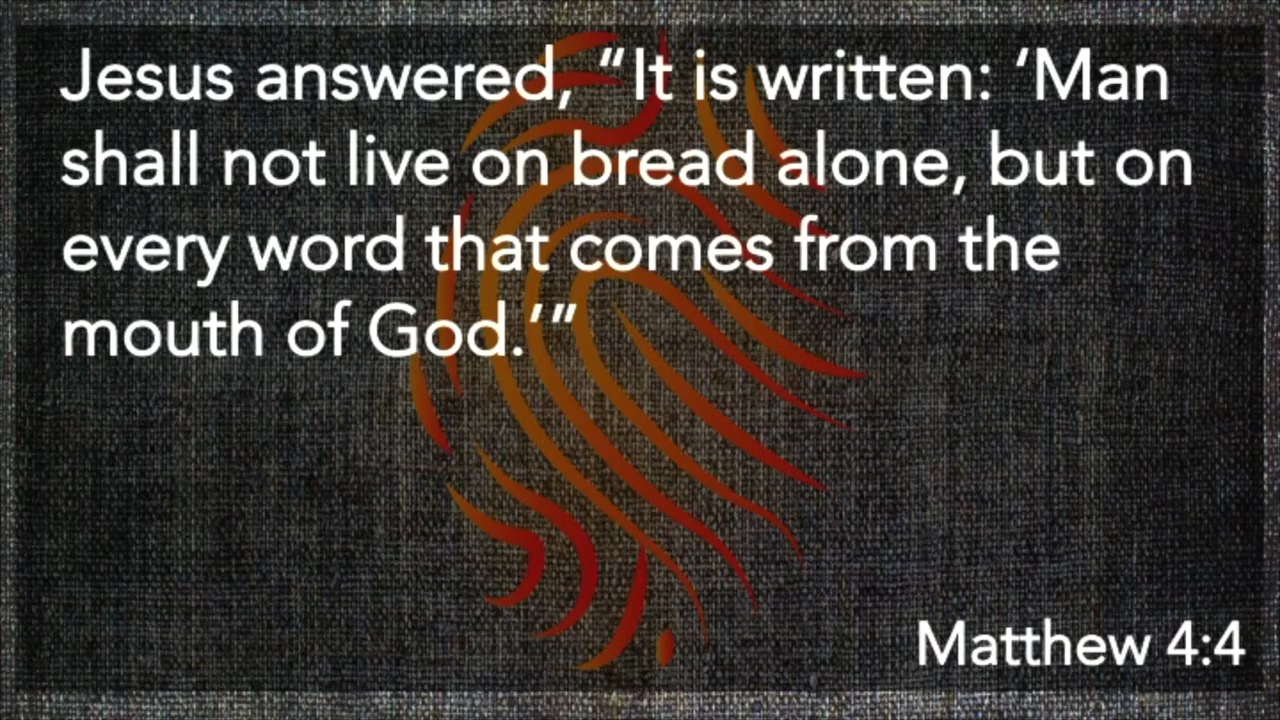 Jesus answered, “It is written: ‘Man
shall not live on bread alone, but on
every word that comes from the
mouth of God.’”
Matthew 4:4